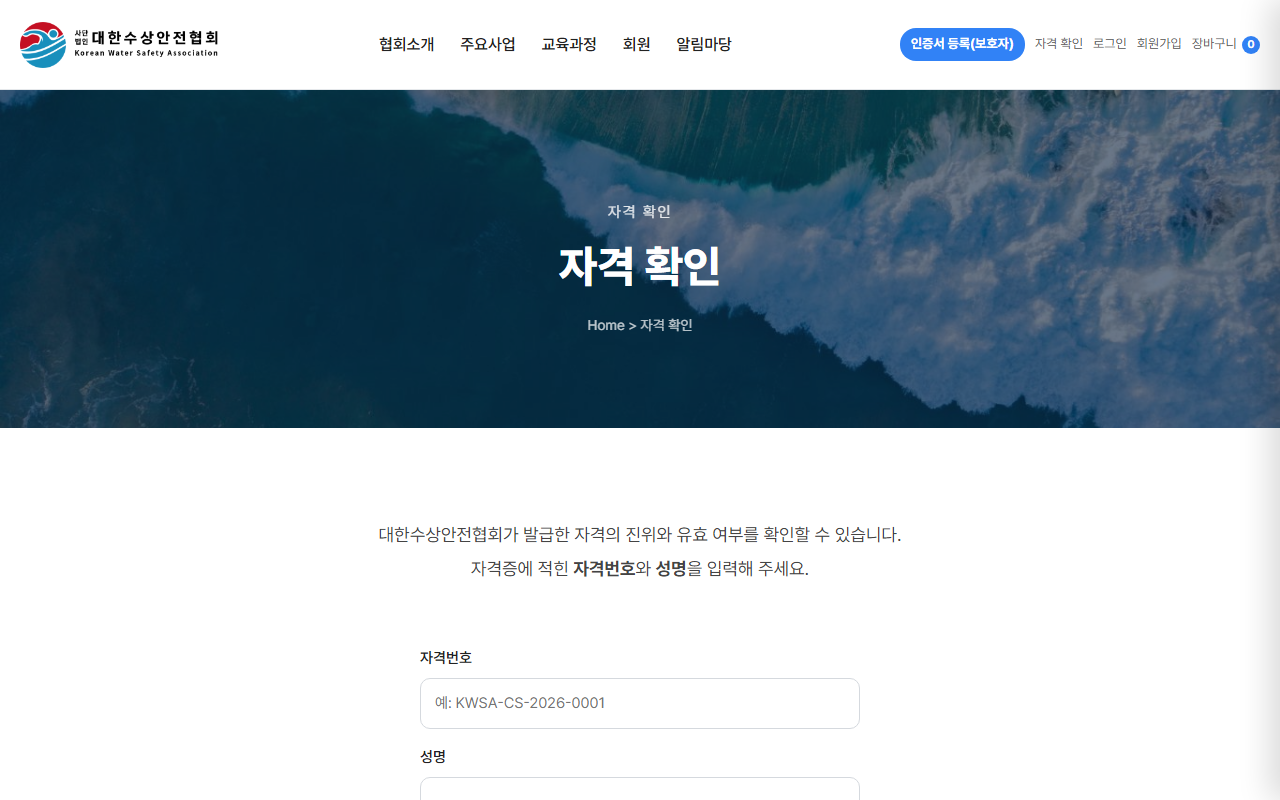 사단법인 대한수상안전협회
Korean Water Safety Association
협회소개 주요사업 교육과정 회원 알림마당
인증서 등록(보호자) 자격 확인 로그인 회원가입 장바구니 0
자격 확인
자격 확인
Home > 자격 확인
대한수상안전협회가 발급한 자격의 진위와 유효 여부를 확인할 수 있습니다.
자격증에 적힌 자격번호와 성명을 입력해 주세요.
자격번호
예: KWSA-CS-2026-0001
성명